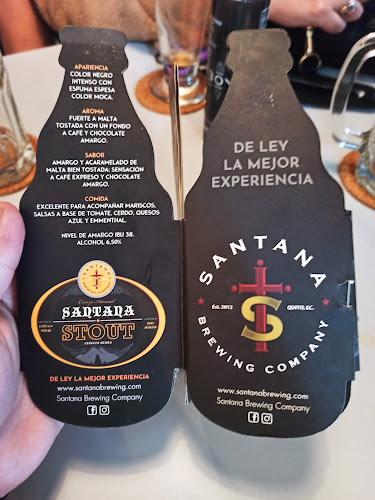 APARIENCIA
COLOR NEGRO
INTENSO CON
ESPUMA ESPESA
COLOR MOCA.
AROMA
FUERTE A MALTA
TOSTADA CON UN FONDO
A CAFÉ Y CHOCOLATE
AMARGO.
SABOR
AMARGO Y ACARAMELADO DE
MALTA BIEN TOSTADA; SENSACIÓN
A CAFÉ EXPRESO Y CHOCOLATE
AMARGO.
COMIDA
EXCELENTE PARA ACOMPAÑAR MARISCOS,
SALSAS A BASE DE TOMATE, CERDO, QUESOS
AZUL Y EMMENTHAL.
NIVEL DE AMARGO IBU 38.
ALCOHOL 6,50%
Cerveza Artesanal
SANTANA
STOUT
CERVEZA NEGRA
DE LEY LA MEJOR EXPERIENCIA
www.santanabrewing.com
Santana Brewing Company
DE LEY
LA MEJOR
EXPERIENCIA
SANTANA
Est. 2012
QUITO, EC.
S
BREWING COMPANY
www.santanabrewing.com
Santana Brewing Company